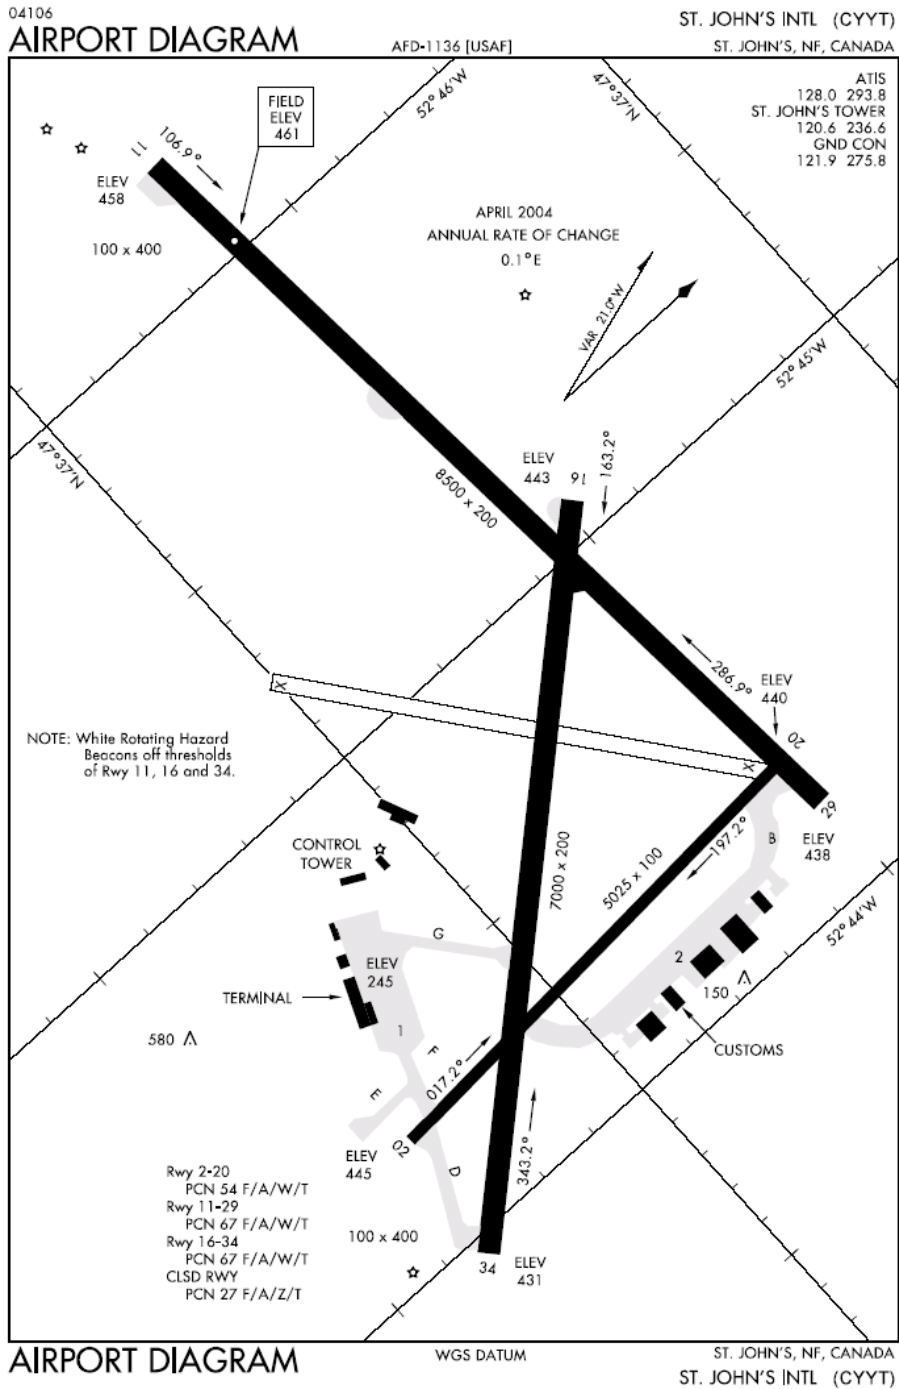 04106
AIRPORT DIAGRAM
AFD-1136 [USAF]
ST. JOHN'S INTL (CYYT)
ST. JOHN'S, NF, CANADA
ATIS
128.0 293.8
ST. JOHN'S TOWER
120.6 236.6
GND CON
121.9 275.8
52°46'W
47°37'N
FIELD
ELEV
461
11
106.9°
ELEV
458
100 x 400
APRIL 2004
ANNUAL RATE OF CHANGE
0.1°E
VAR 21.0°W
52°45'W
47°37'N
8500 x 200
ELEV
443
16
163.2°
286.9°
ELEV
440
20
X
X
29
ELEV
438
NOTE: White Rotating Hazard
Beacons off thresholds
of Rwy 11, 16 and 34.
CONTROL
TOWER
7000 x 200
5025 x 100
197.2°
B
52°44'W
G
ELEV
245
TERMINAL
2
150
CUSTOMS
580
1
F
E
017.2°
02
ELEV
445
D
343.2°
Rwy 2-20
PCN 54 F/A/W/T
Rwy 11-29
PCN 67 F/A/W/T
Rwy 16-34
PCN 67 F/A/W/T
CLSD RWY
PCN 27 F/A/Z/T
100 x 400
34
ELEV
431
AIRPORT DIAGRAM
WGS DATUM
ST. JOHN'S, NF, CANADA
ST. JOHN'S INTL (CYYT)